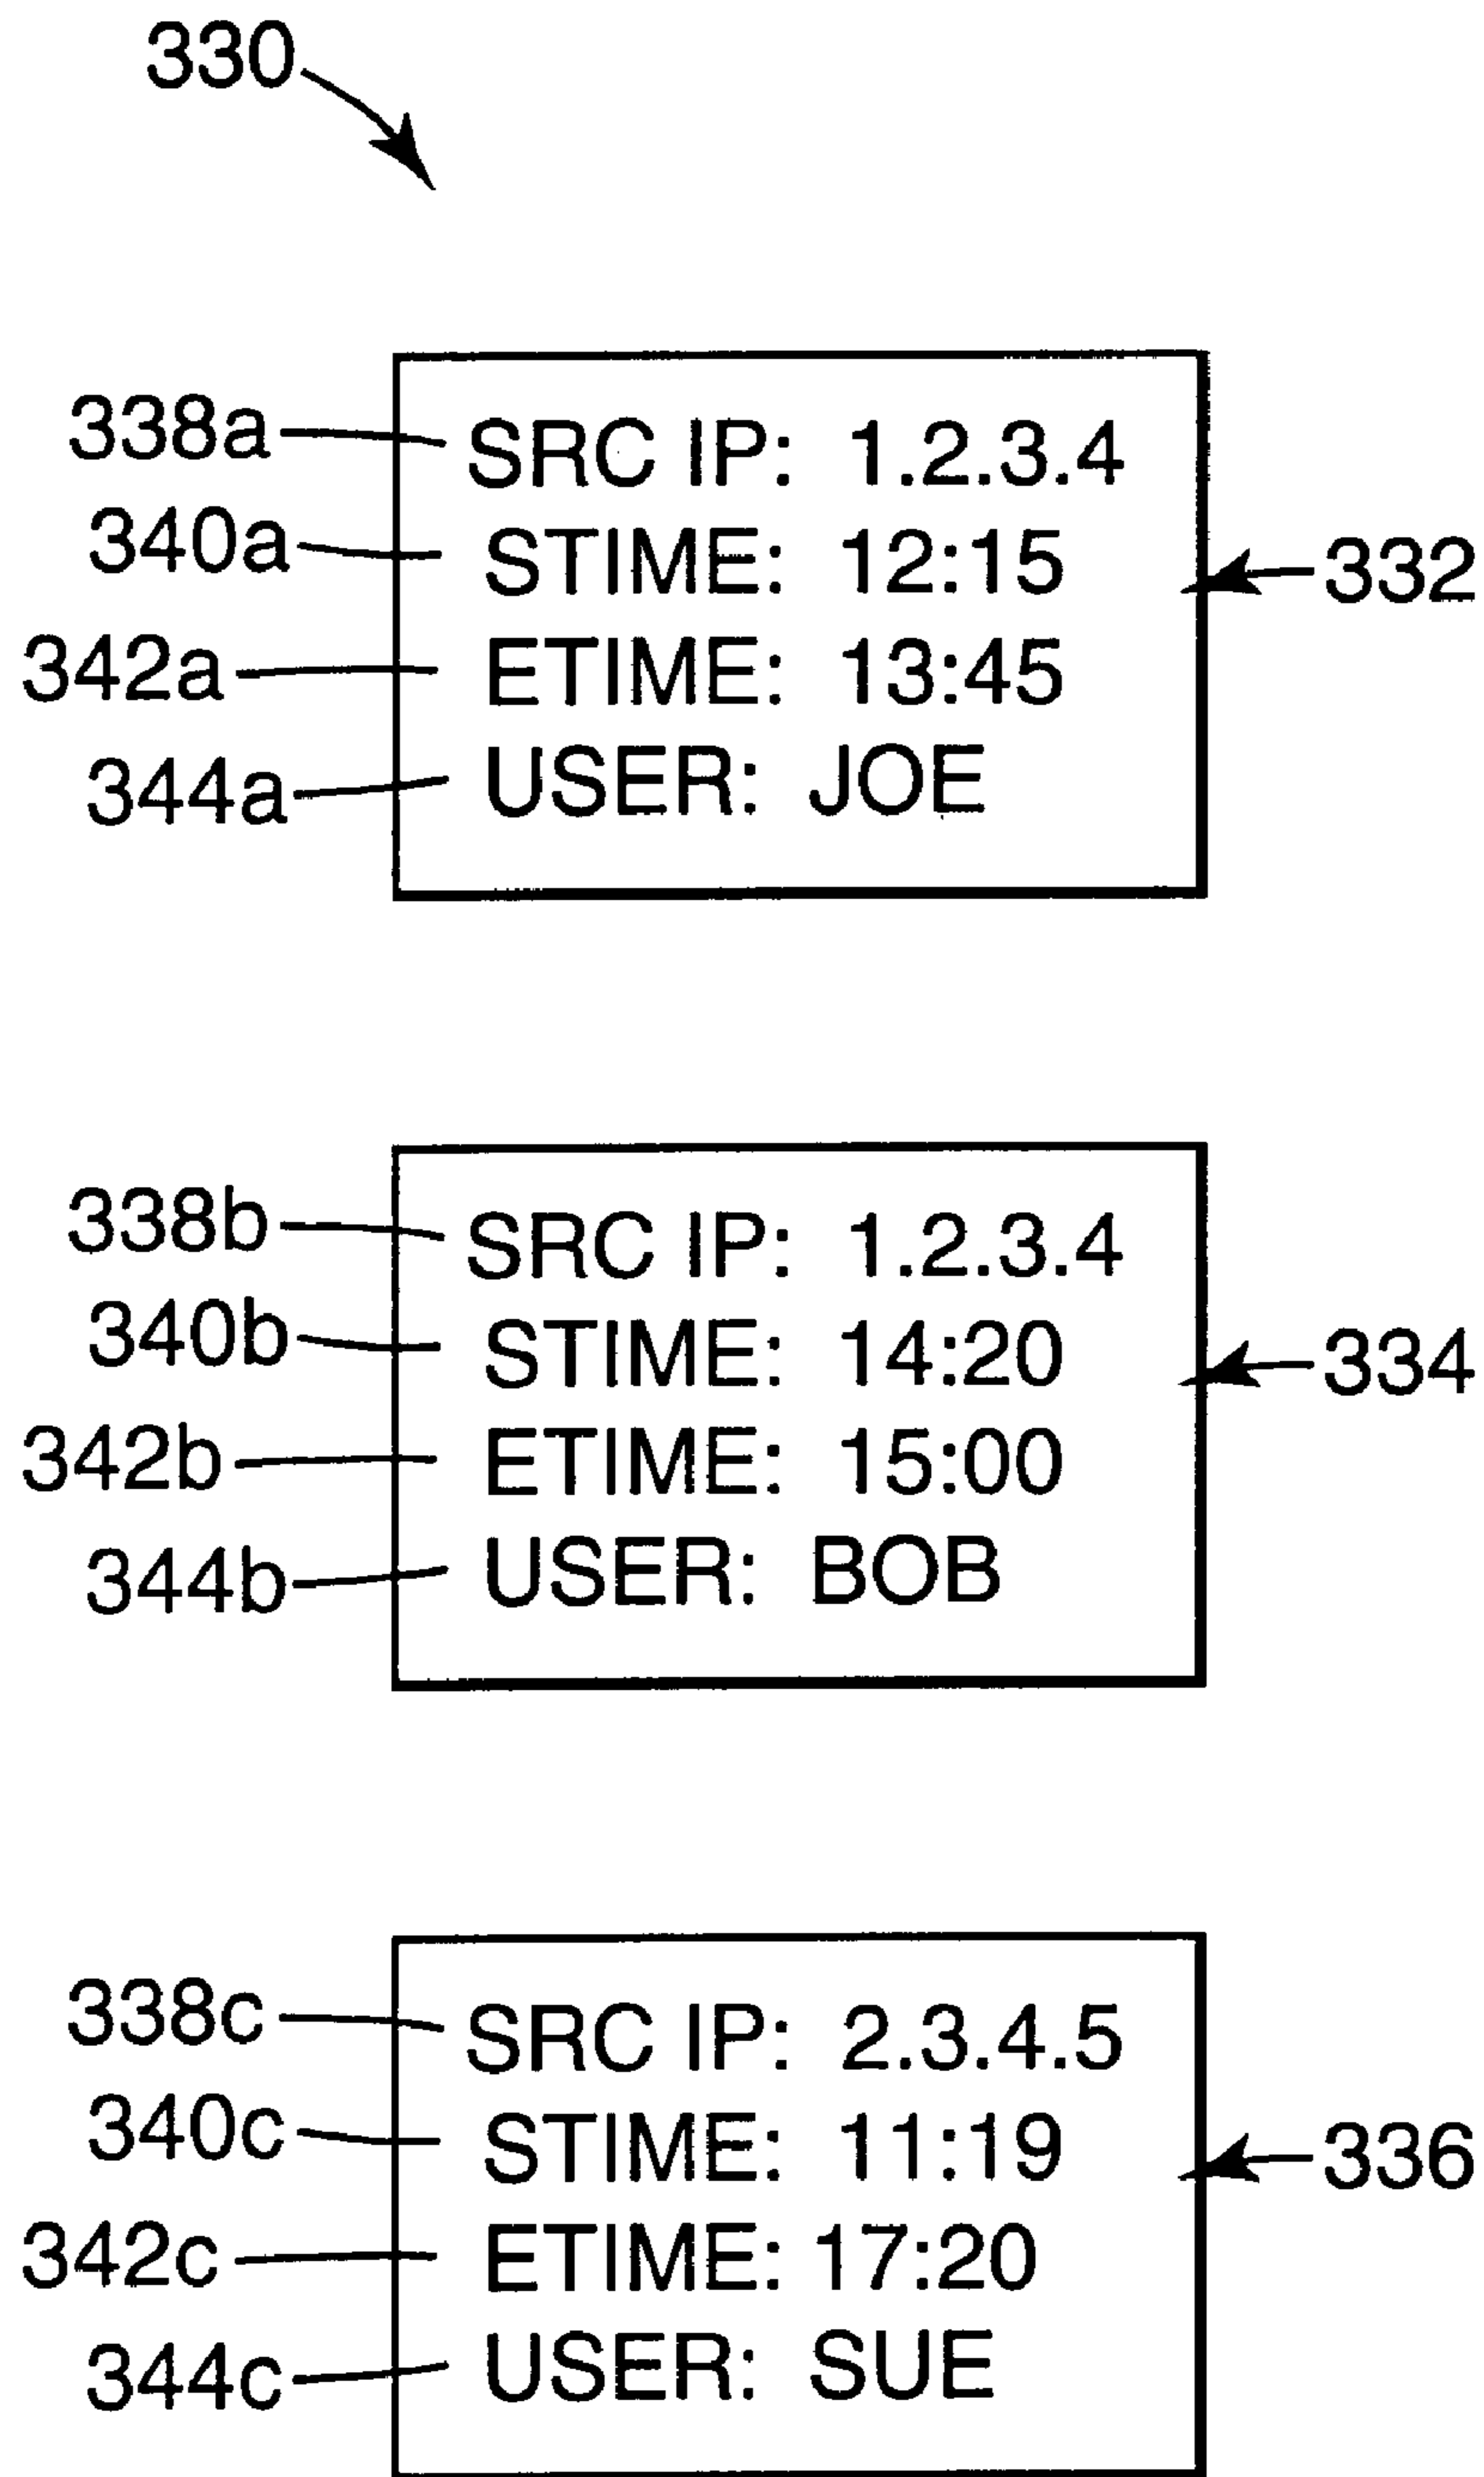 330
338a SRC IP: 1.2.3.4
340a STIME: 12:15 332
342a ETIME: 13:45
344a USER: JOE
338b SRC IP: 1.2.3.4
340b STIME: 14:20 334
342b ETIME: 15:00
344b USER: BOB
338c SRC IP: 2.3.4.5
340c STIME: 11:19 336
342c ETIME: 17:20
344c USER: SUE